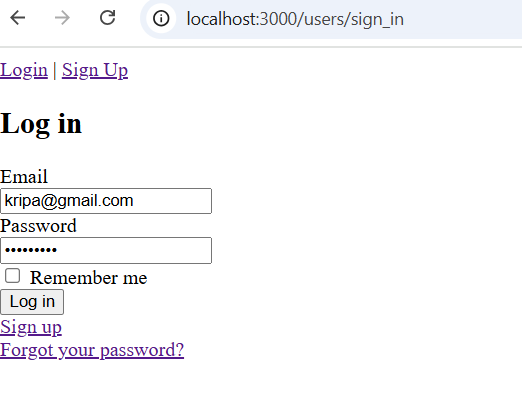 localhost:3000/users/sign_in
Login | Sign Up
Log in
Email
kripa@gmail.com
Password
•••••••••
Remember me
Log in
Sign up
Forgot your password?